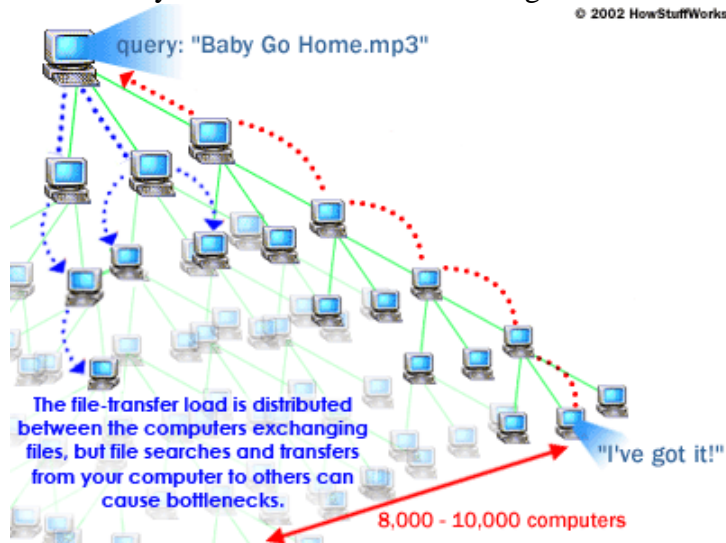 © 2002 HowStuffWorks
query: "Baby Go Home.mp3"
The file-transfer load is distributed
between the computers exchanging
files, but file searches and transfers
from your computer to others can
cause bottlenecks.
"I've got it!"
8,000 - 10,000 computers